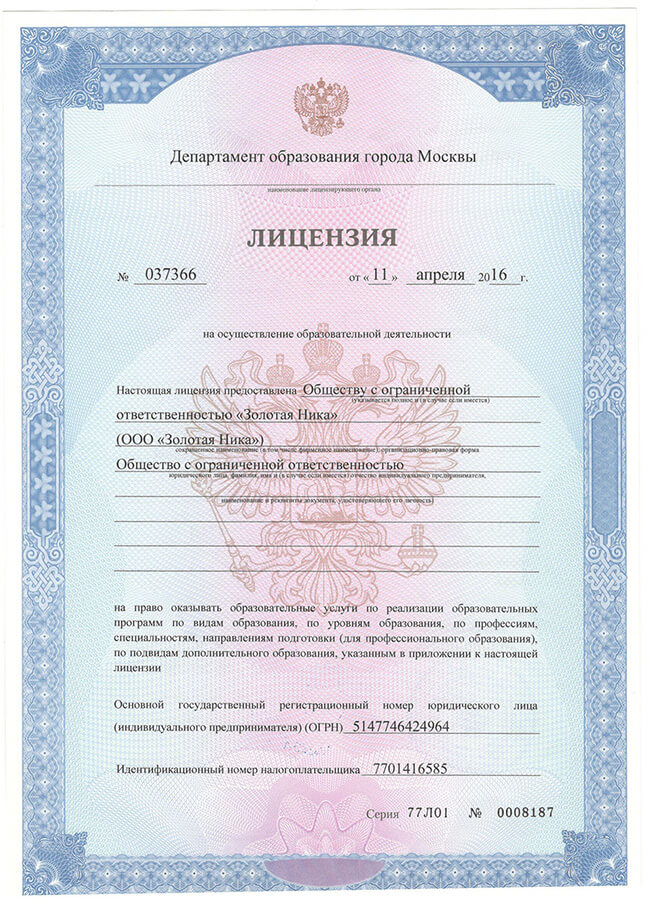 Департамент образования города Москвы
наименование лицензирующего органа
ЛИЦЕНЗИЯ
№ 037366 от «11» апреля 2016 г.
на осуществление образовательной деятельности
Настоящая лицензия предоставлена Обществу с ограниченной
(указывается полное и (в случае если имеется)
ответственностью «Золотая Ника»
(ООО «Золотая Ника»)
сокращенное наименование (в том числе фирменное наименование), организационно-правовая форма
Общество с ограниченной ответственностью
юридического лица, фамилия, имя и (в случае если имеется) отчество индивидуального предпринимателя,
наименование и реквизиты документа, удостоверяющего его личность)
на право оказывать образовательные услуги по реализации образовательных
программ по видам образования, по уровням образования, по профессиям,
специальностям, направлениям подготовки (для профессионального образования),
по подвидам дополнительного образования, указанным в приложении к настоящей
лицензии
Основной государственный регистрационный номер юридического лица
(индивидуального предпринимателя) (ОГРН) 5147746424964
Идентификационный номер налогоплательщика 7701416585
Серия 77Л01 № 0008187